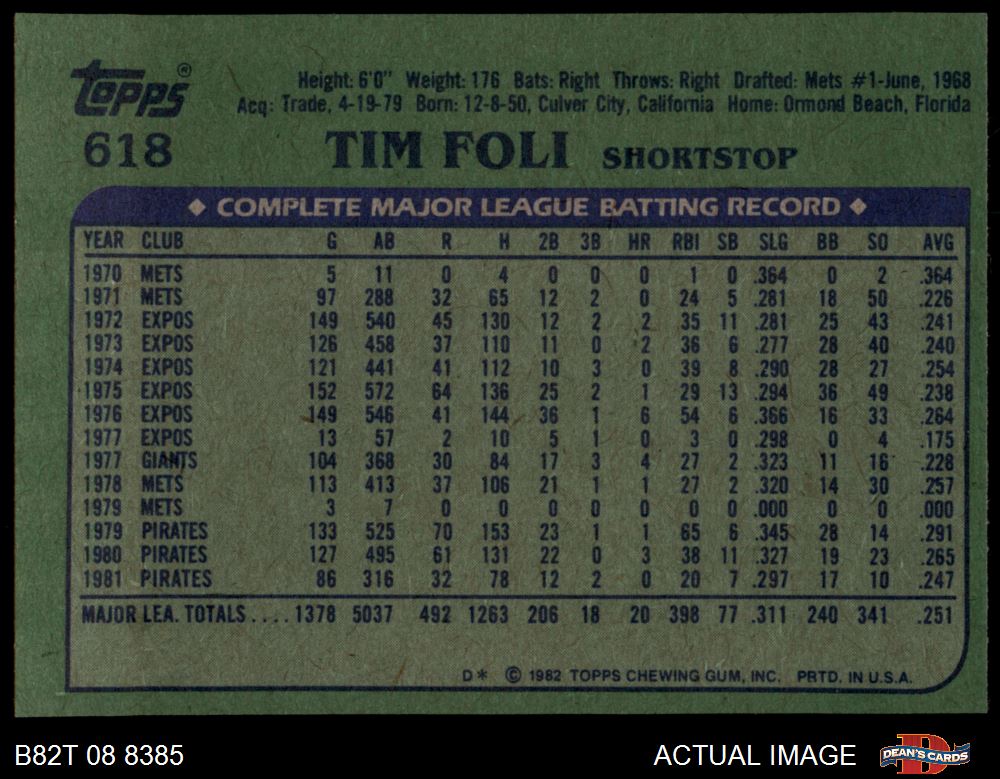 Topps®
Height: 6'0" Weight: 176 Bats: Right Throws: Right Drafted: Mets #1-June, 1968
Acq: Trade, 4-19-79 Born: 12-8-50, Culver City, California Home: Ormond Beach, Florida
618 TIM FOLI SHORTSTOP
◆ COMPLETE MAJOR LEAGUE BATTING RECORD ◆
YEAR CLUB G AB R H 2B 3B HR RBI SB SLG BB SO AVG
1970 METS 5 11 0 4 0 0 0 1 0 .364 0 2 .364
1971 METS 97 288 32 65 12 2 0 24 5 .281 18 50 .226
1972 EXPOS 149 540 45 130 12 2 2 35 11 .281 25 43 .241
1973 EXPOS 126 458 37 110 11 0 2 36 6 .277 28 40 .240
1974 EXPOS 121 441 41 112 10 3 0 39 8 .290 28 27 .254
1975 EXPOS 152 572 64 136 25 2 1 29 13 .294 36 49 .238
1976 EXPOS 149 546 41 144 36 1 6 54 6 .366 16 33 .264
1977 EXPOS 13 57 2 10 5 1 0 3 0 .298 0 4 .175
1977 GIANTS 104 368 30 84 17 3 4 27 2 .323 11 16 .228
1978 METS 113 413 37 106 21 1 1 27 2 .320 14 30 .257
1979 METS 3 7 0 0 0 0 0 0 0 .000 0 0 .000
1979 PIRATES 133 525 70 153 23 1 1 65 6 .345 28 14 .291
1980 PIRATES 127 495 61 131 22 0 3 38 11 .327 19 23 .265
1981 PIRATES 86 316 32 78 12 2 0 20 7 .297 17 10 .247
MAJOR LEA. TOTALS .... 1378 5037 492 1263 206 18 20 398 77 .311 240 341 .251
D* © 1982 TOPPS CHEWING GUM, INC. PRTD. IN U.S.A.
B82T 08 8385 ACTUAL IMAGE DEAN'S CARDS